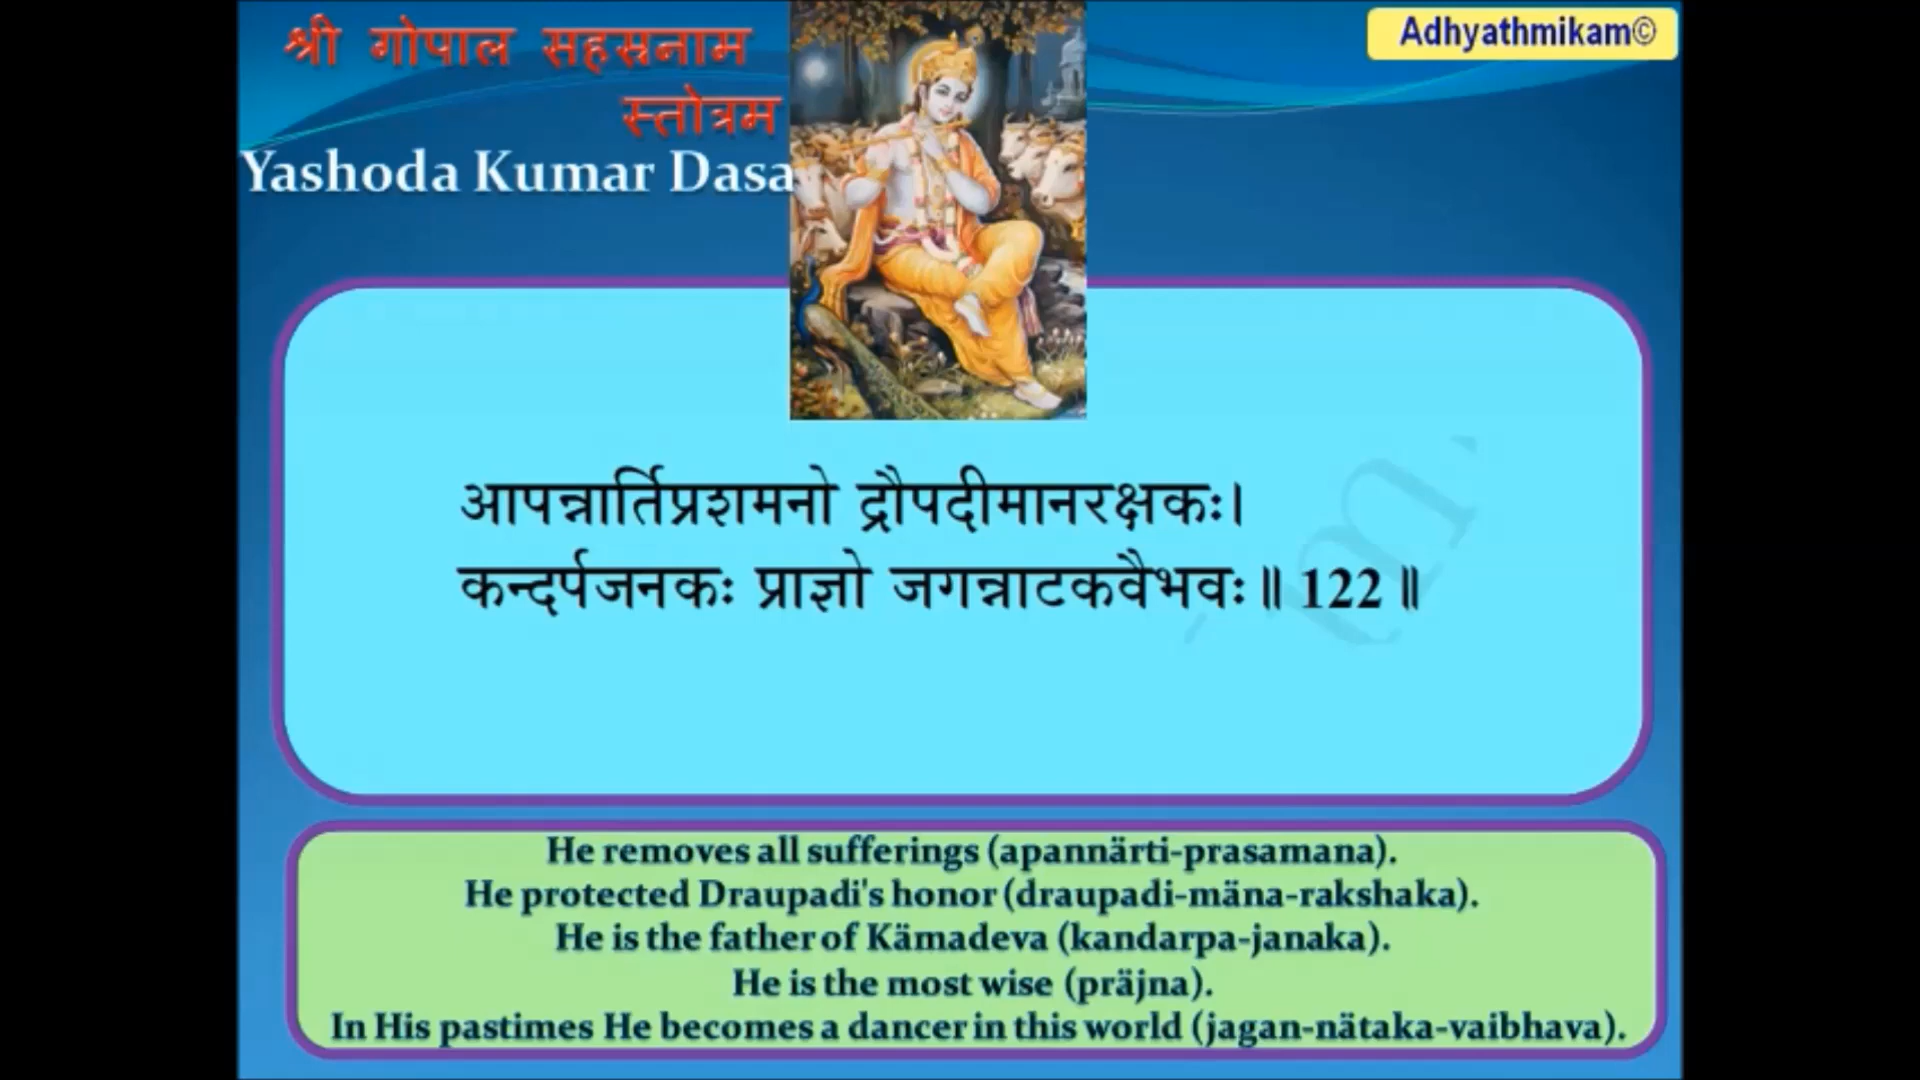 श्री गोपाल सहस्रनाम
स्तोत्रम
Yashoda Kumar Dasa
Adhyathmikam©
आपन्नार्तिप्रशमनो द्रौपदीमानरक्षकः।
कन्दर्पजनकः प्राज्ञो जगन्नाटकवैभवः॥ 122 ॥
He removes all sufferings (apannärti-prasamana).
He protected Draupadi's honor (draupadi-mäna-rakshaka).
He is the father of Kämadeva (kandarpa-janaka).
He is the most wise (präjna).
In His pastimes He becomes a dancer in this world (jagan-nätaka-vaibhava).